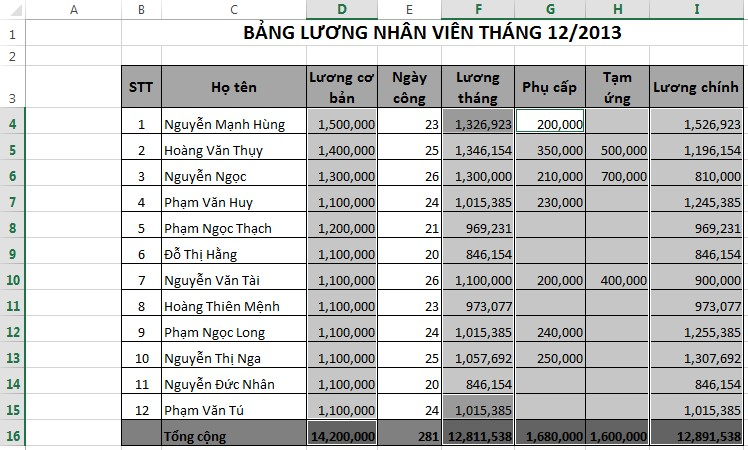 A B C D E F G H I
1 BẢNG LƯƠNG NHÂN VIÊN THÁNG 12/2013
2
3 STT Họ tên Lương cơ bản Ngày công Lương tháng Phụ cấp Tạm ứng Lương chính
4 1 Nguyễn Mạnh Hùng 1,500,000 23 1,326,923 200,000 1,526,923
5 2 Hoàng Văn Thụy 1,400,000 25 1,346,154 350,000 500,000 1,196,154
6 3 Nguyễn Ngọc 1,300,000 26 1,300,000 210,000 700,000 810,000
7 4 Phạm Văn Huy 1,100,000 24 1,015,385 230,000 1,245,385
8 5 Phạm Ngọc Thạch 1,200,000 21 969,231 969,231
9 6 Đỗ Thị Hằng 1,100,000 20 846,154 846,154
10 7 Nguyễn Văn Tài 1,100,000 26 1,100,000 200,000 400,000 900,000
11 8 Hoàng Thiên Mệnh 1,100,000 23 973,077 973,077
12 9 Phạm Ngọc Long 1,100,000 24 1,015,385 240,000 1,255,385
13 10 Nguyễn Thị Nga 1,100,000 25 1,057,692 250,000 1,307,692
14 11 Nguyễn Đức Nhân 1,100,000 20 846,154 846,154
15 12 Phạm Văn Tú 1,100,000 24 1,015,385 1,015,385
16 Tổng cộng 14,200,000 281 12,811,538 1,680,000 1,600,000 12,891,538